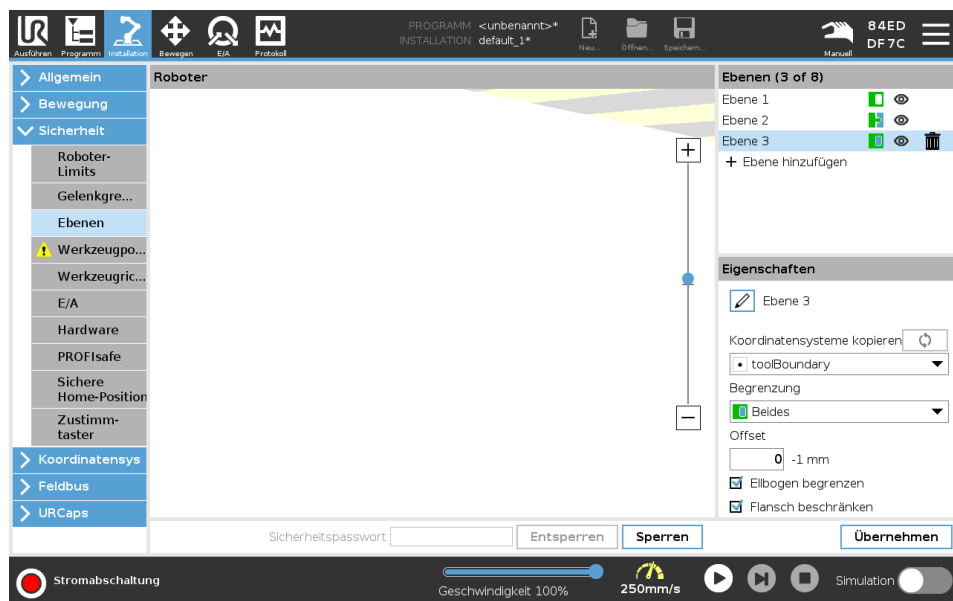 PROGRAMM <unbenannt>*
INSTALLATION default_1*
Ausführen Programm Installation Bewegen E/A Protokoll
Neu... Öffnen... Speichern...
Manuell
84ED
DF7C
Allgemein
Bewegung
Sicherheit
Roboter-
Limits
Gelenkgre...
Ebenen
Werkzeugpo...
Werkzeugric...
E/A
Hardware
PROFIsafe
Sichere
Home-Position
Zustimm-
taster
Koordinatensys
Feldbus
URCaps
Roboter
Ebenen (3 of 8)
Ebene 1
Ebene 2
Ebene 3
+ Ebene hinzufügen
Eigenschaften
Ebene 3
Koordinatensysteme kopieren
toolBoundary
Begrenzung
Beides
Offset
0 -1 mm
Ellbogen begrenzen
Flansch beschränken
Sicherheitspasswort Entsperren Sperren Übernehmen
Stromabschaltung
Geschwindigkeit 100%
250mm/s
Simulation